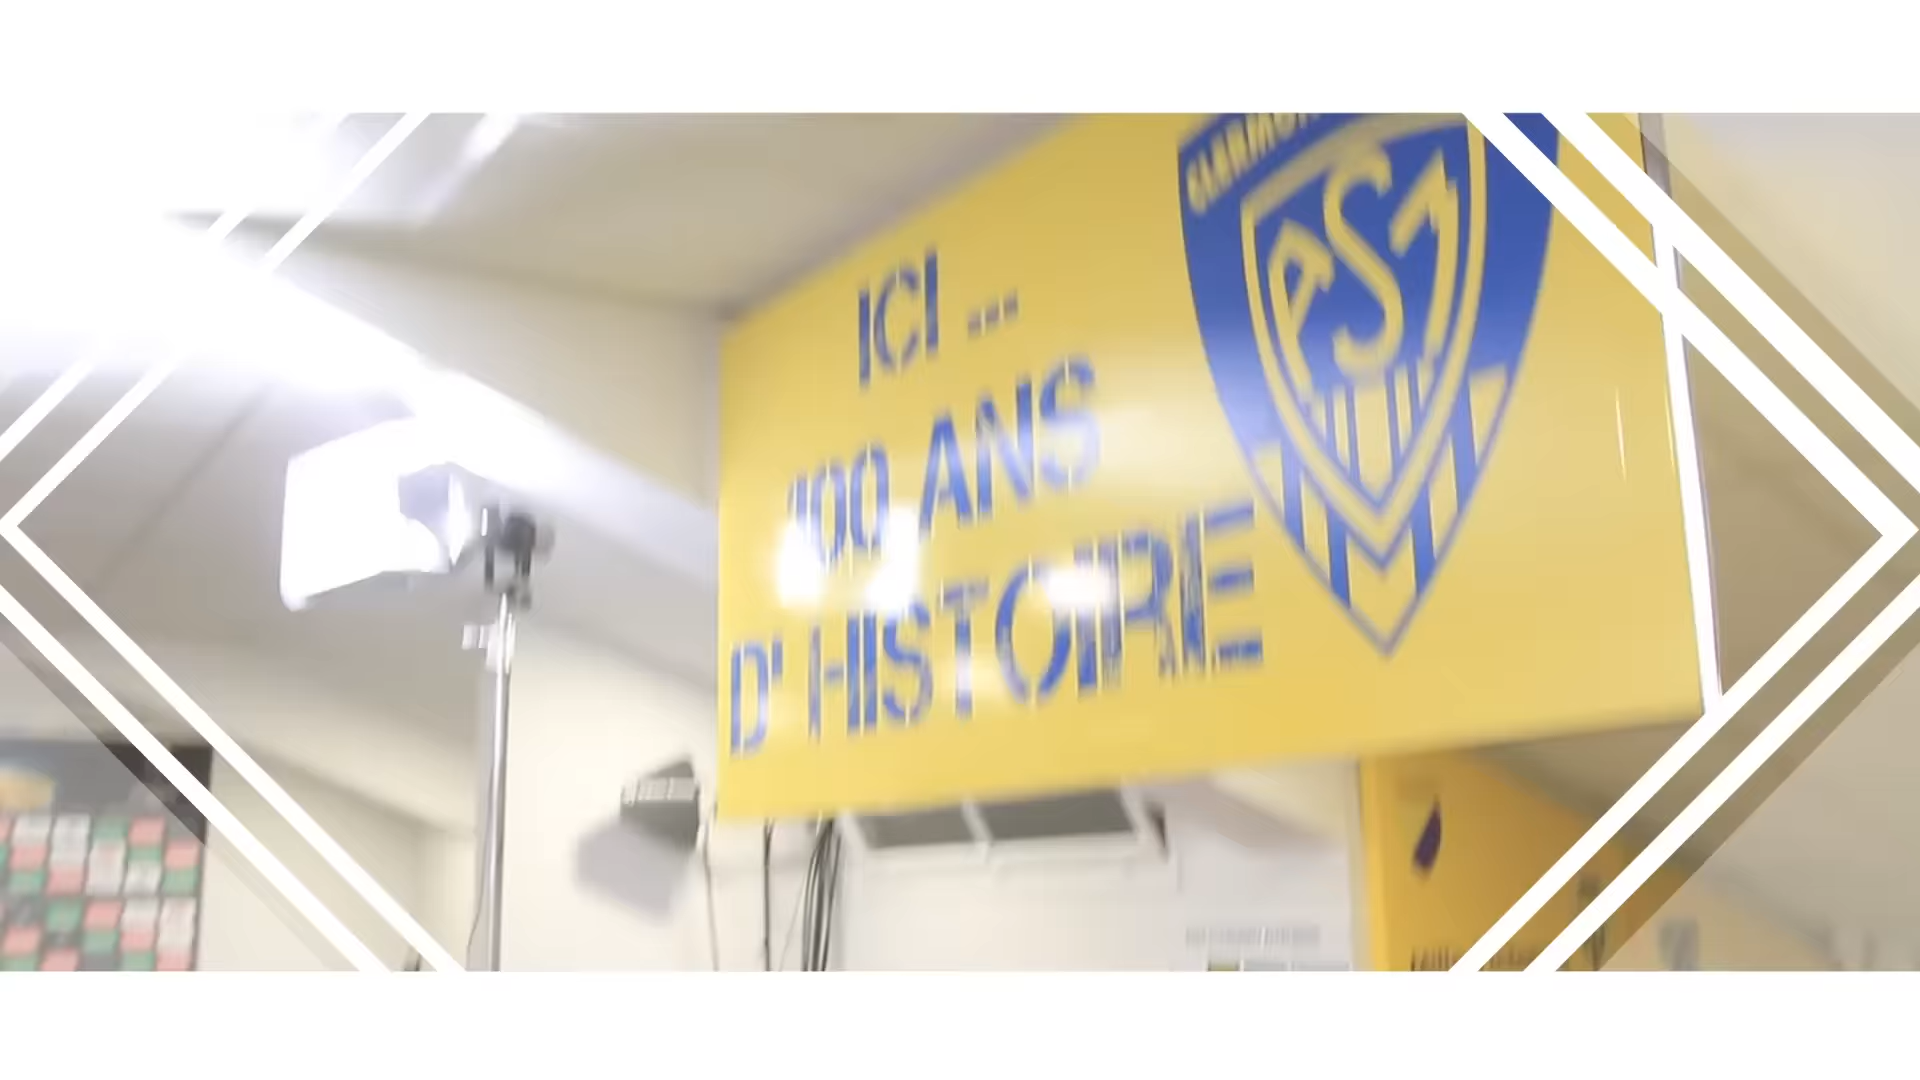 ICI ...
100 ANS
D' HISTOIRE
ASM